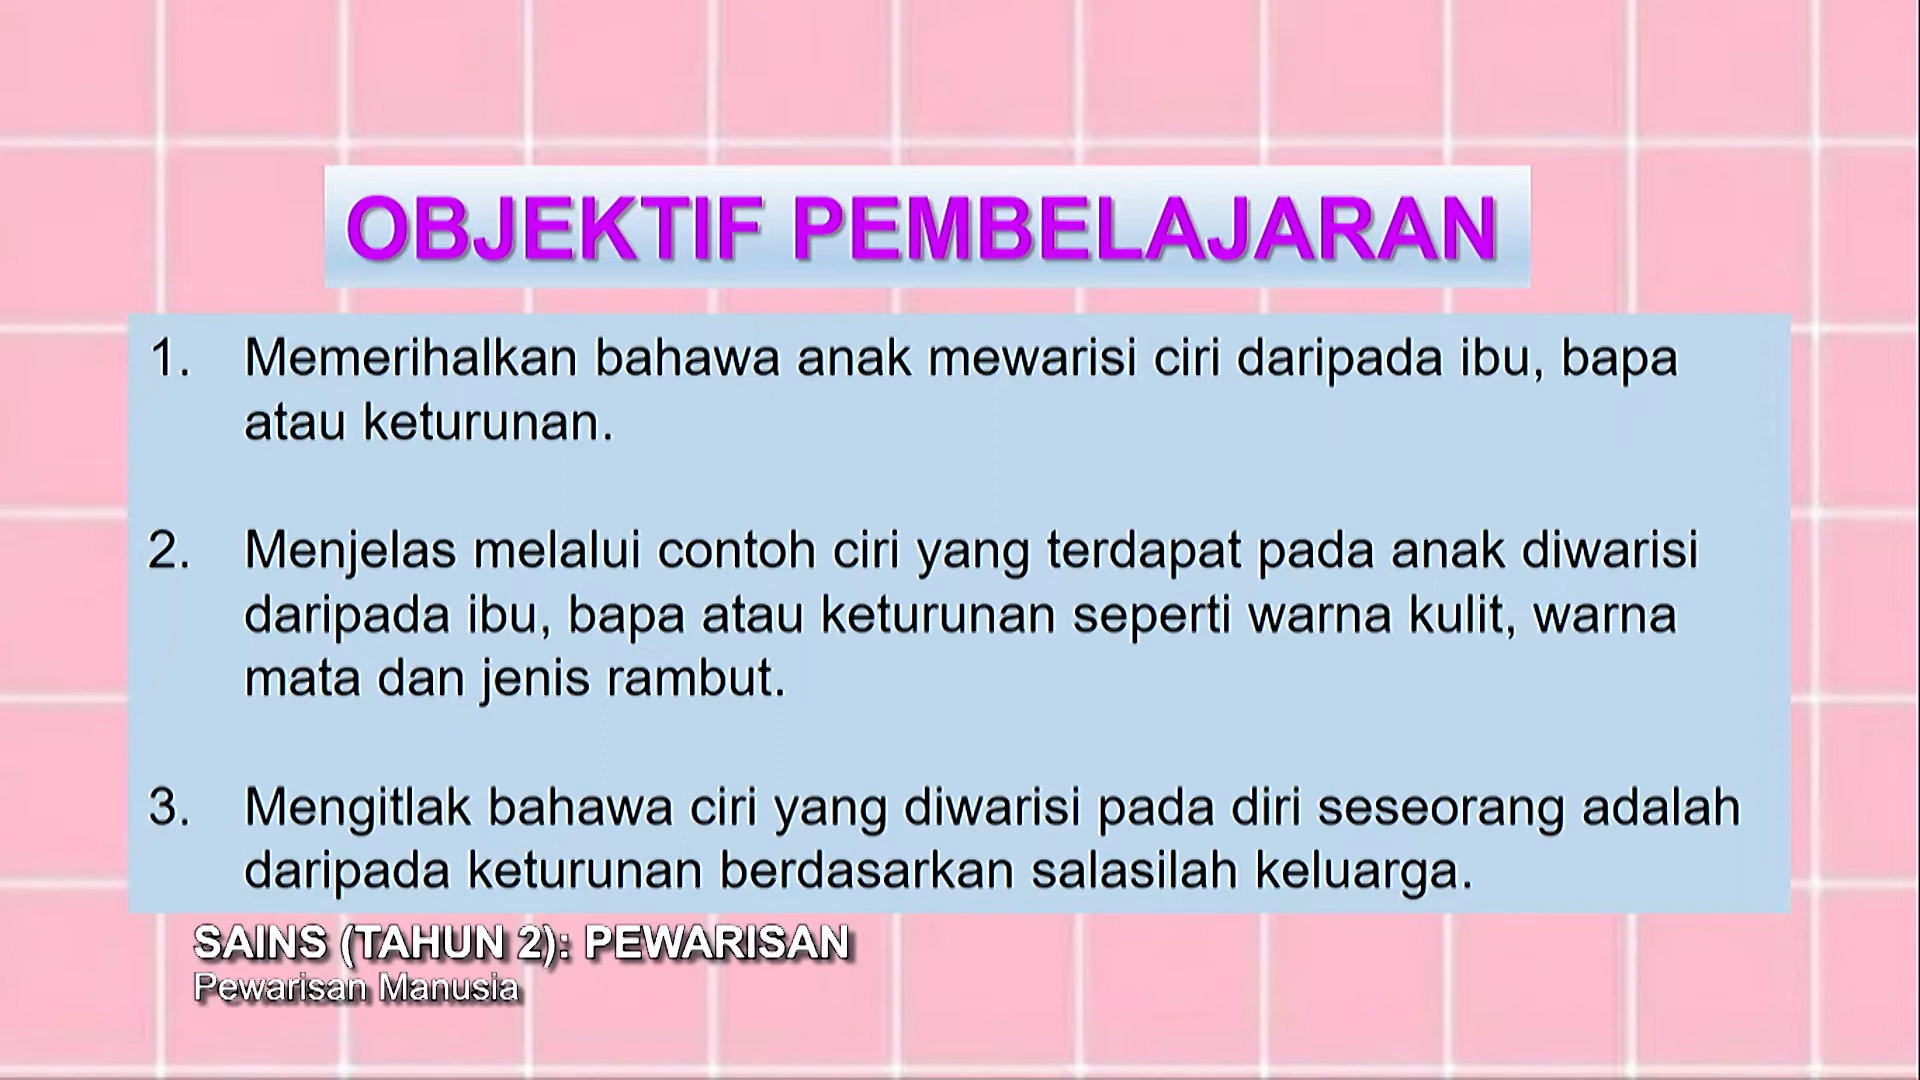 OBJEKTIF PEMBELAJARAN
1. Memerihalkan bahawa anak mewarisi ciri daripada ibu, bapa
atau keturunan.
2. Menjelas melalui contoh ciri yang terdapat pada anak diwarisi
daripada ibu, bapa atau keturunan seperti warna kulit, warna
mata dan jenis rambut.
3. Mengitlak bahawa ciri yang diwarisi pada diri seseorang adalah
daripada keturunan berdasarkan salasilah keluarga.
SAINS (TAHUN 2): PEWARISAN
Pewarisan Manusia